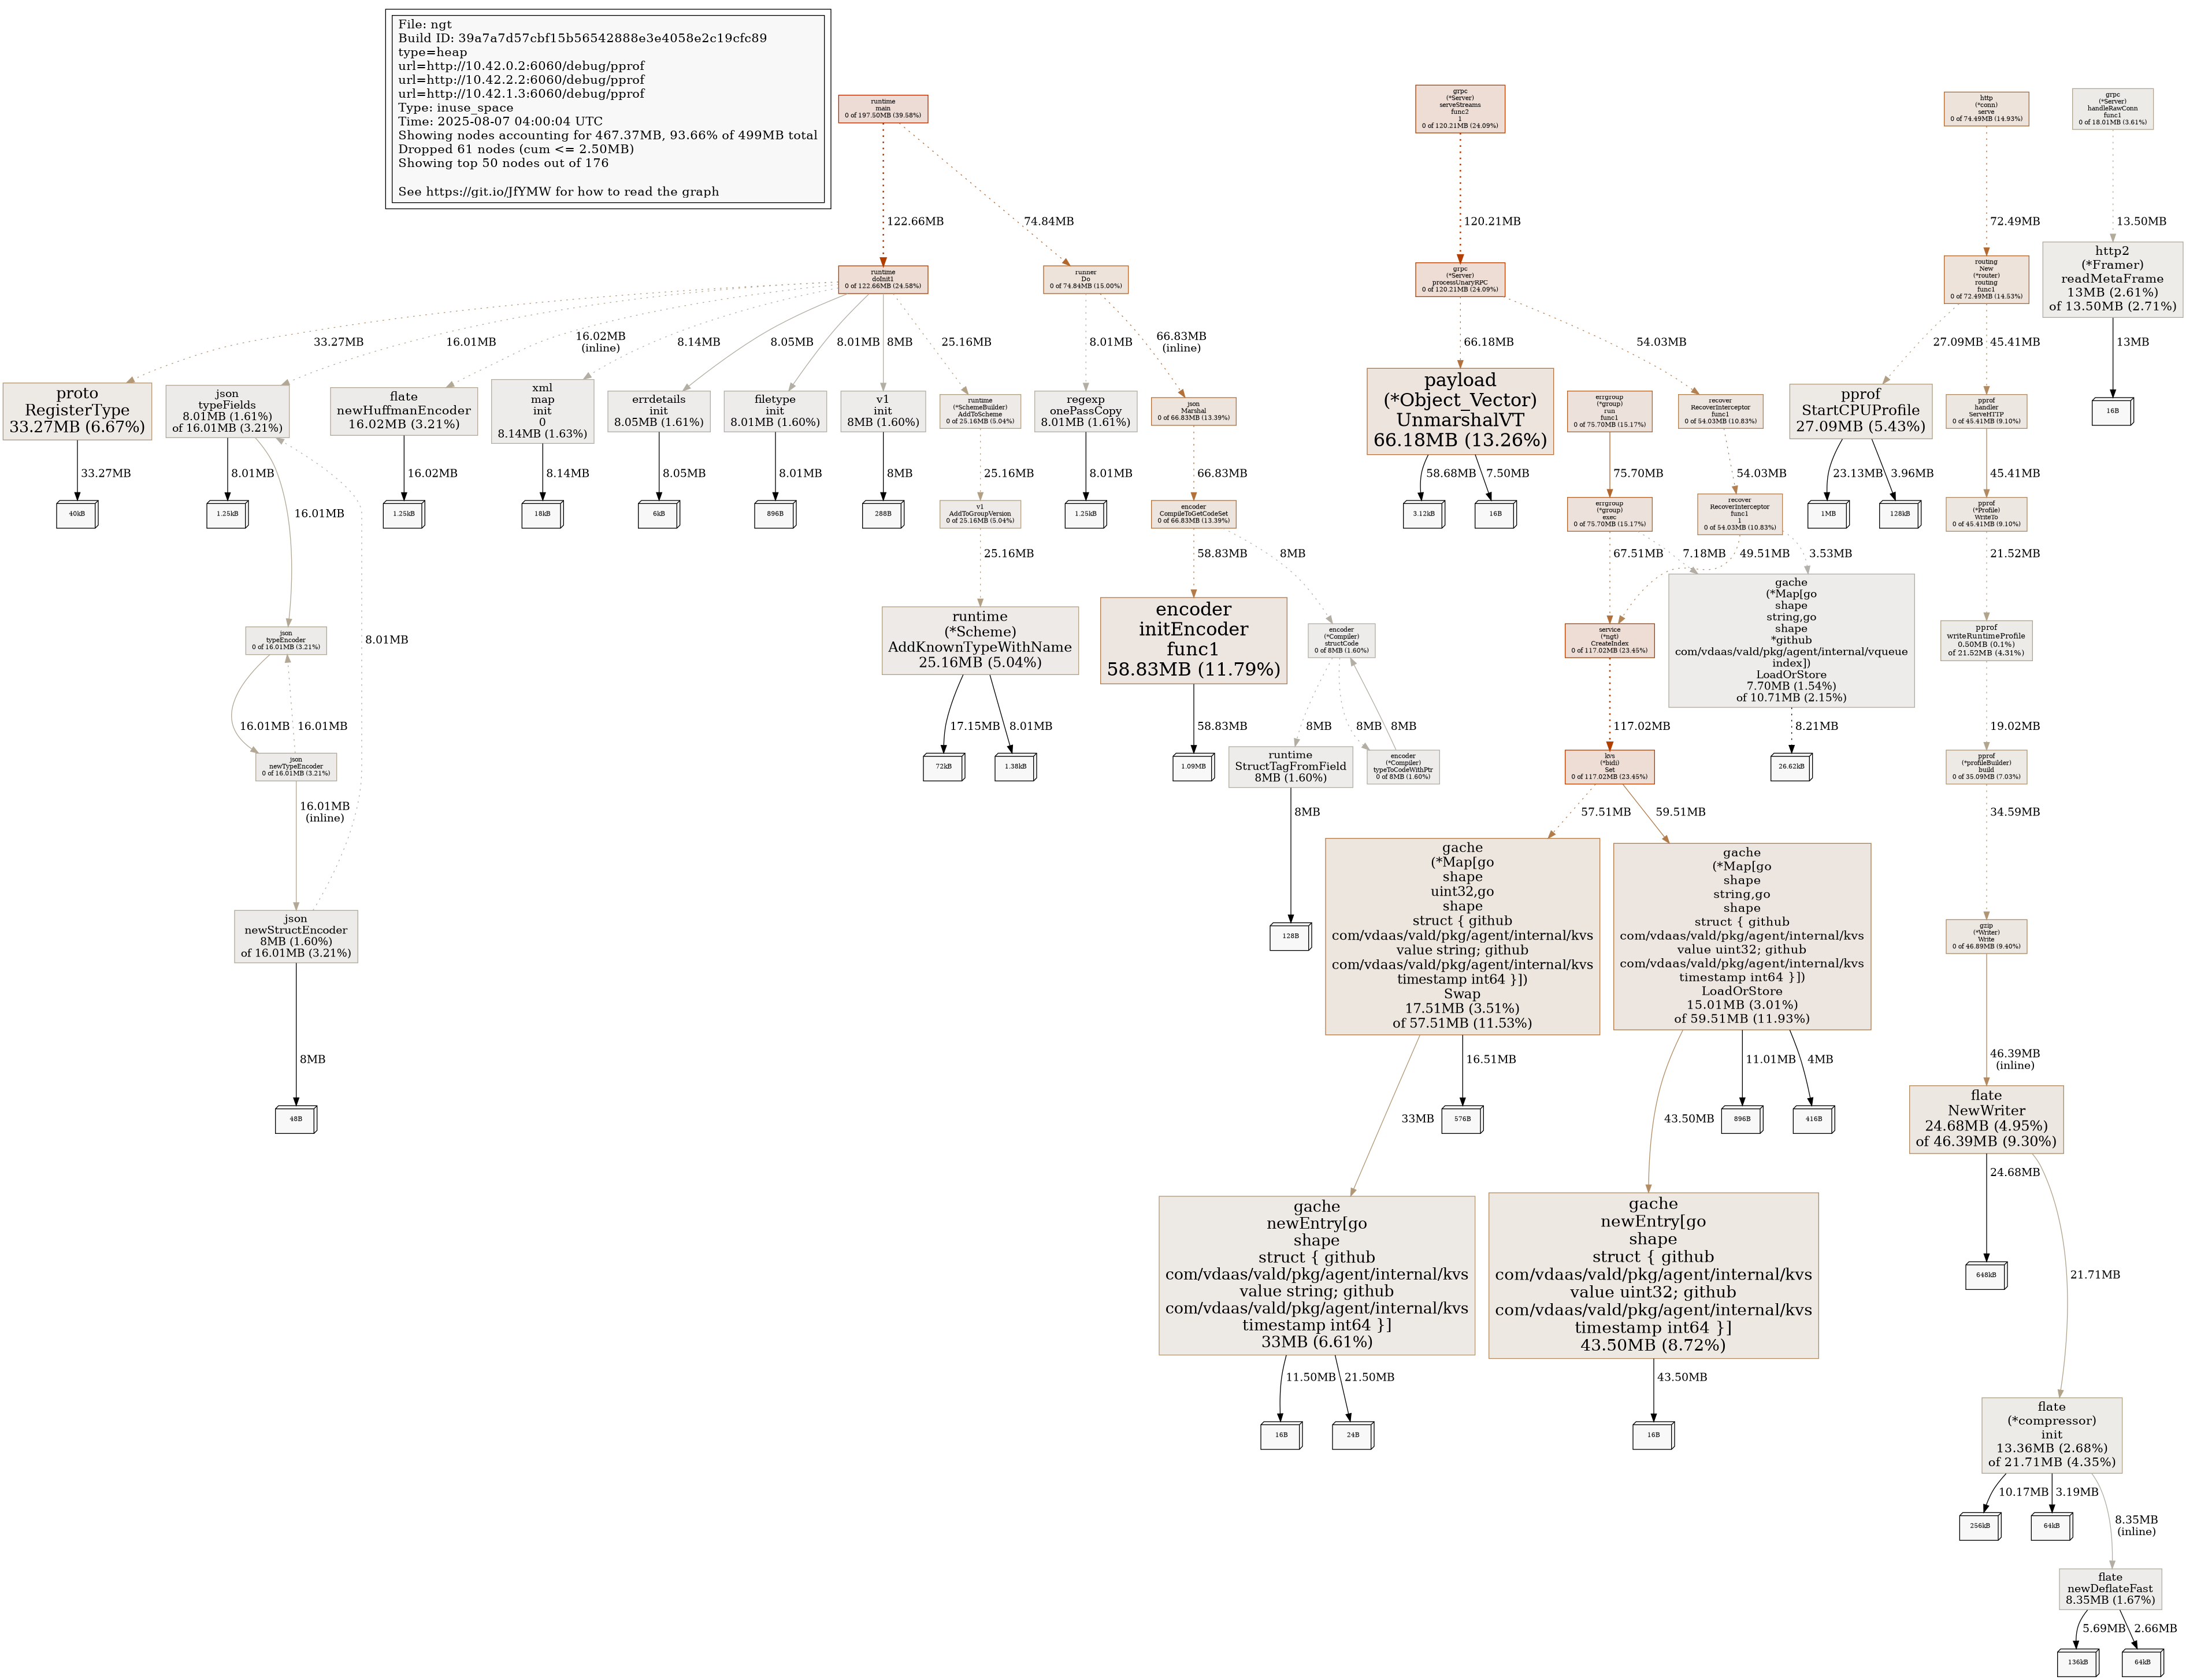 File: ngt
Build ID: 39a7a7d57cbf15b56542888e3e4058e2c19cfc89
type=heap
url=http://10.42.0.2:6060/debug/pprof
url=http://10.42.2.2:6060/debug/pprof
url=http://10.42.1.3:6060/debug/pprof
Type: inuse_space
Time: 2025-08-07 04:00:04 UTC
Showing nodes accounting for 467.37MB, 93.66% of 499MB total
Dropped 61 nodes (cum <= 2.50MB)
Showing top 50 nodes out of 176
See https://git.io/JfYMW for how to read the graph
runtime
main
0 of 197.50MB (39.58%)
grpc
(*Server)
serveStreams
func2
1
0 of 120.21MB (24.09%)
http
(*conn)
serve
0 of 74.49MB (14.93%)
grpc
(*Server)
handleRawConn
func1
0 of 18.01MB (3.61%)
122.66MB
74.84MB
120.21MB
72.49MB
13.50MB
runtime
doInit1
0 of 122.66MB (24.58%)
runner
Do
0 of 74.84MB (15.00%)
grpc
(*Server)
processUnaryRPC
0 of 120.21MB (24.09%)
routing
New
(*router)
routing
func1
0 of 72.49MB (14.53%)
http2
(*Framer)
readMetaFrame
13MB (2.61%)
of 13.50MB (2.71%)
33.27MB
16.01MB
16.02MB
(inline)
8.14MB
8.05MB
8.01MB
8MB
25.16MB
8.01MB
66.83MB
(inline)
66.18MB
54.03MB
27.09MB
45.41MB
13MB
proto
RegisterType
33.27MB (6.67%)
json
typeFields
8.01MB (1.61%)
of 16.01MB (3.21%)
flate
newHuffmanEncoder
16.02MB (3.21%)
xml
map
init
0
8.14MB (1.63%)
errdetails
init
8.05MB (1.61%)
filetype
init
8.01MB (1.60%)
v1
init
8MB (1.60%)
runtime
(*SchemeBuilder)
AddToScheme
0 of 25.16MB (5.04%)
regexp
onePassCopy
8.01MB (1.61%)
json
Marshal
0 of 66.83MB (13.39%)
payload
(*Object_Vector)
UnmarshalVT
66.18MB (13.26%)
errgroup
(*group)
run
func1
0 of 75.70MB (15.17%)
recover
RecoverInterceptor
func1
0 of 54.03MB (10.83%)
pprof
StartCPUProfile
27.09MB (5.43%)
pprof
handler
ServeHTTP
0 of 45.41MB (9.10%)
16B
33.27MB
8.01MB
16.01MB
16.02MB
8.14MB
8.05MB
8.01MB
8MB
25.16MB
8.01MB
66.83MB
58.68MB
7.50MB
75.70MB
54.03MB
23.13MB
3.96MB
45.41MB
40kB
1.25kB
1.25kB
18kB
6kB
896B
288B
v1
AddToGroupVersion
0 of 25.16MB (5.04%)
1.25kB
encoder
CompileToGetCodeSet
0 of 66.83MB (13.39%)
3.12kB
16B
errgroup
(*group)
exec
0 of 75.70MB (15.17%)
recover
RecoverInterceptor
func1
1
0 of 54.03MB (10.83%)
1MB
128kB
pprof
(*Profile)
WriteTo
0 of 45.41MB (9.10%)
25.16MB
58.83MB
8MB
67.51MB
7.18MB
49.51MB
3.53MB
21.52MB
8.01MB
json
typeEncoder
0 of 16.01MB (3.21%)
runtime
(*Scheme)
AddKnownTypeWithName
25.16MB (5.04%)
encoder
initEncoder
func1
58.83MB (11.79%)
encoder
(*Compiler)
structCode
0 of 8MB (1.60%)
service
(*ngt)
CreateIndex
0 of 117.02MB (23.45%)
gache
(*Map[go
shape
string,go
shape
*github
com/vdaas/vald/pkg/agent/internal/vqueue
index])
LoadOrStore
7.70MB (1.54%)
of 10.71MB (2.15%)
pprof
writeRuntimeProfile
0.50MB (0.1%)
of 21.52MB (4.31%)
16.01MB
16.01MB
17.15MB
8.01MB
58.83MB
8MB
8MB
8MB
117.02MB
8.21MB
19.02MB
json
newTypeEncoder
0 of 16.01MB (3.21%)
72kB
1.38kB
1.09MB
runtime
StructTagFromField
8MB (1.60%)
encoder
(*Compiler)
typeToCodeWithPtr
0 of 8MB (1.60%)
kvs
(*bidi)
Set
0 of 117.02MB (23.45%)
26.62kB
pprof
(*profileBuilder)
build
0 of 35.09MB (7.03%)
16.01MB
(inline)
8MB
57.51MB
59.51MB
34.59MB
json
newStructEncoder
8MB (1.60%)
of 16.01MB (3.21%)
128B
gache
(*Map[go
shape
uint32,go
shape
struct { github
com/vdaas/vald/pkg/agent/internal/kvs
value string; github
com/vdaas/vald/pkg/agent/internal/kvs
timestamp int64 }])
Swap
17.51MB (3.51%)
of 57.51MB (11.53%)
gache
(*Map[go
shape
string,go
shape
struct { github
com/vdaas/vald/pkg/agent/internal/kvs
value uint32; github
com/vdaas/vald/pkg/agent/internal/kvs
timestamp int64 }])
LoadOrStore
15.01MB (3.01%)
of 59.51MB (11.93%)
gzip
(*Writer)
Write
0 of 46.89MB (9.40%)
8MB
33MB
16.51MB
43.50MB
11.01MB
4MB
46.39MB
(inline)
48B
576B
896B
416B
flate
NewWriter
24.68MB (4.95%)
of 46.39MB (9.30%)
24.68MB
21.71MB
gache
newEntry[go
shape
struct { github
com/vdaas/vald/pkg/agent/internal/kvs
value string; github
com/vdaas/vald/pkg/agent/internal/kvs
timestamp int64 }]
33MB (6.61%)
gache
newEntry[go
shape
struct { github
com/vdaas/vald/pkg/agent/internal/kvs
value uint32; github
com/vdaas/vald/pkg/agent/internal/kvs
timestamp int64 }]
43.50MB (8.72%)
648kB
11.50MB
21.50MB
43.50MB
16B
24B
16B
flate
(*compressor)
init
13.36MB (2.68%)
of 21.71MB (4.35%)
10.17MB
3.19MB
8.35MB
(inline)
256kB
64kB
flate
newDeflateFast
8.35MB (1.67%)
5.69MB
2.66MB
136kB
64kB